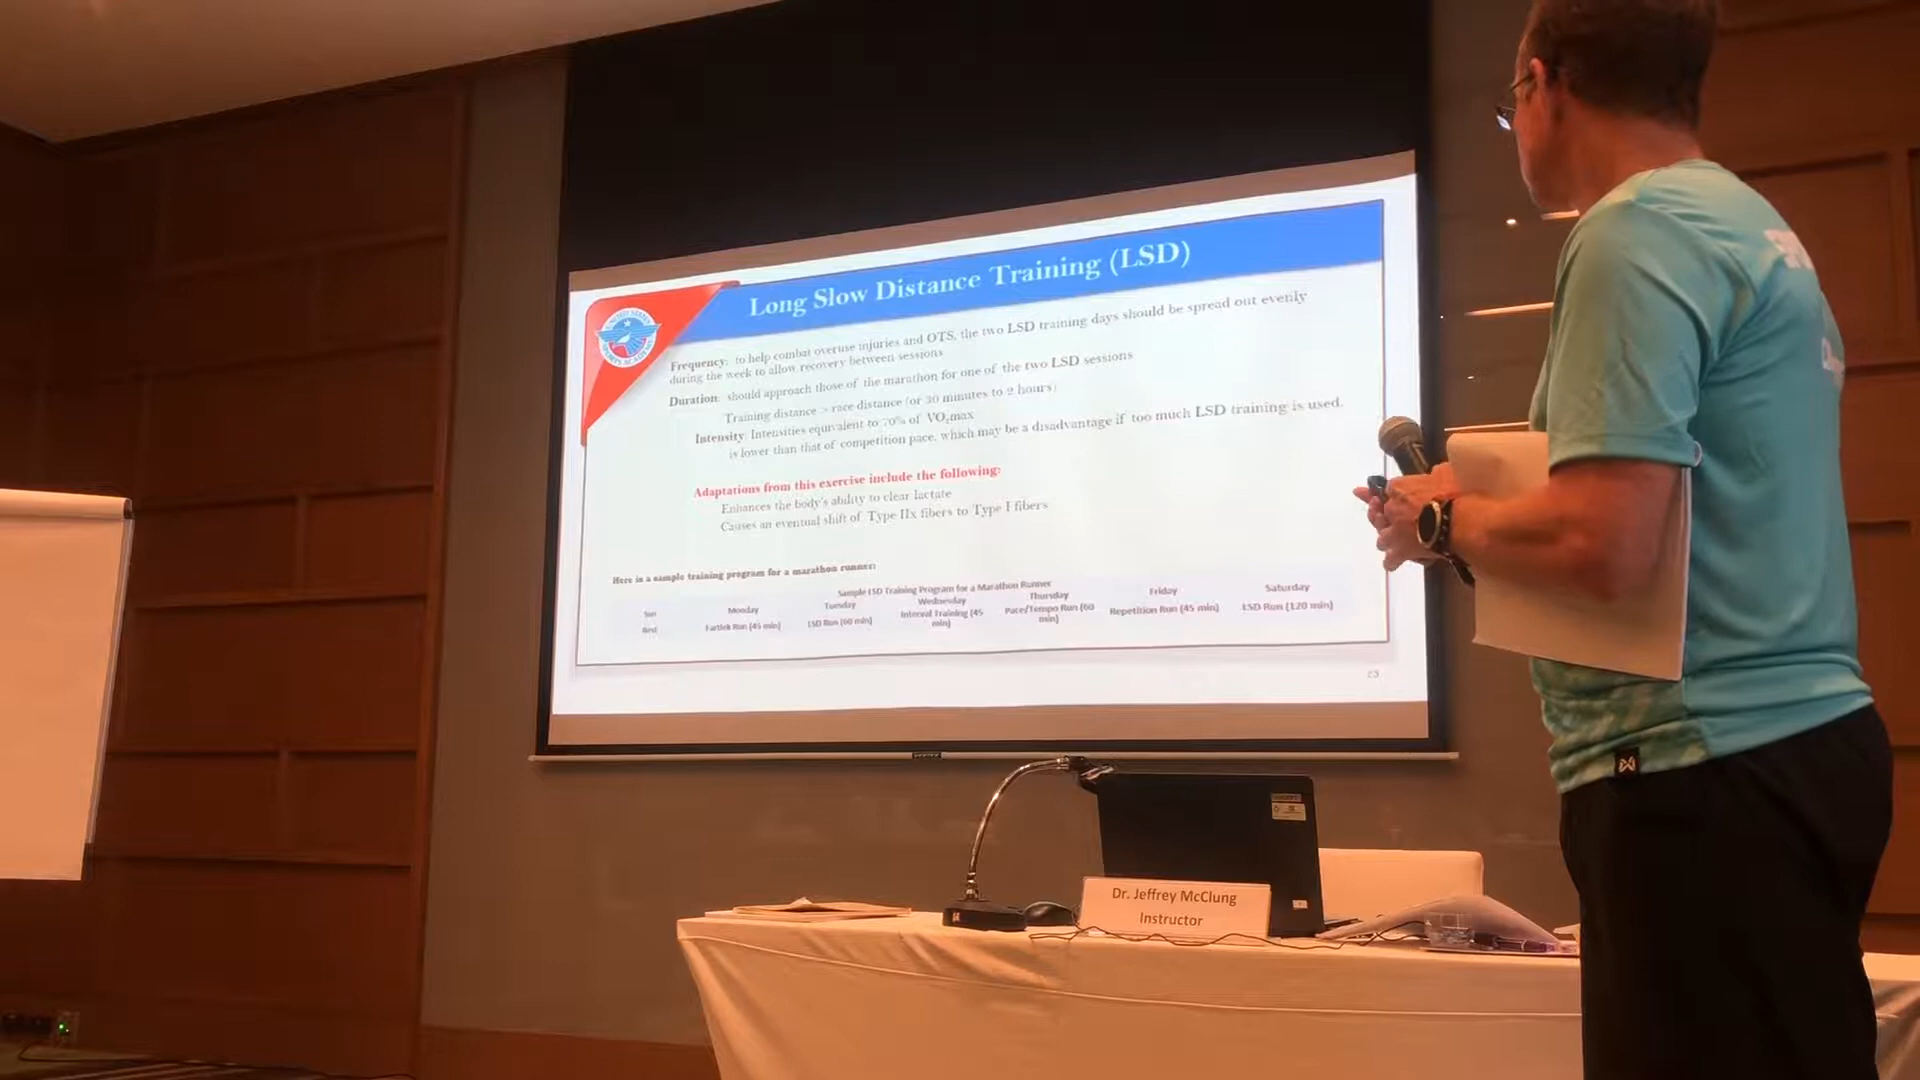 Long Slow Distance Training (LSD)
UNITED STATES
SPORTS ACADEMY
Frequency: to help combat overuse injuries and OTS, the two LSD training days should be spread out evenly
during the week to allow recovery between sessions
Duration: should approach those of the marathon for one of the two LSD sessions
Training distance > race distance (or 30 minutes to 2 hours)
Intensity: Intensities equivalent to 70% of VO₂max
is lower than that of competition pace, which may be a disadvantage if too much LSD training is used.
Adaptations from this exercise include the following:
Enhances the body's ability to clear lactate
Causes an eventual shift of Type IIx fibers to Type I fibers
Here is a sample training program for a marathon runner:
Sample LSD Training Program for a Marathon Runner
Sun Monday Tuesday Wednesday Thursday Friday Saturday
Rest Fartlek Run (45 min) LSD Run (60 min) Interval Training (45 min) Pace/Tempo Run (60 min) Repetition Run (45 min) LSD Run (120 min)
23
Dr. Jeffrey McClung
Instructor